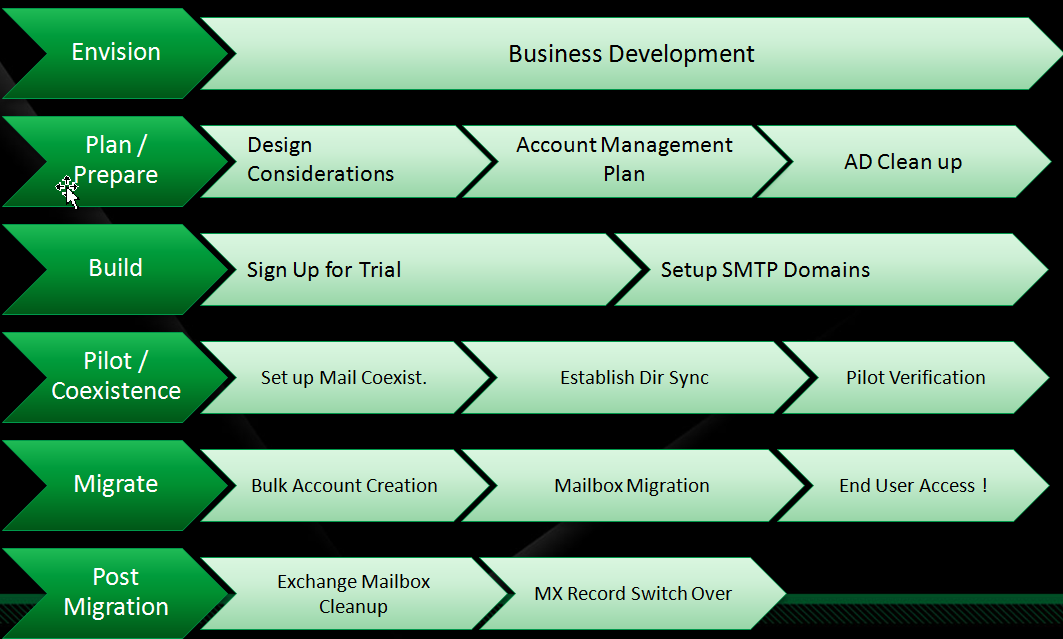 Envision
Business Development
Plan /
Prepare
Design
Considerations
Account Management
Plan
AD Clean up
Build
Sign Up for Trial
Setup SMTP Domains
Pilot /
Coexistence
Set up Mail Coexist.
Establish Dir Sync
Pilot Verification
Migrate
Bulk Account Creation
Mailbox Migration
End User Access !
Post
Migration
Exchange Mailbox
Cleanup
MX Record Switch Over